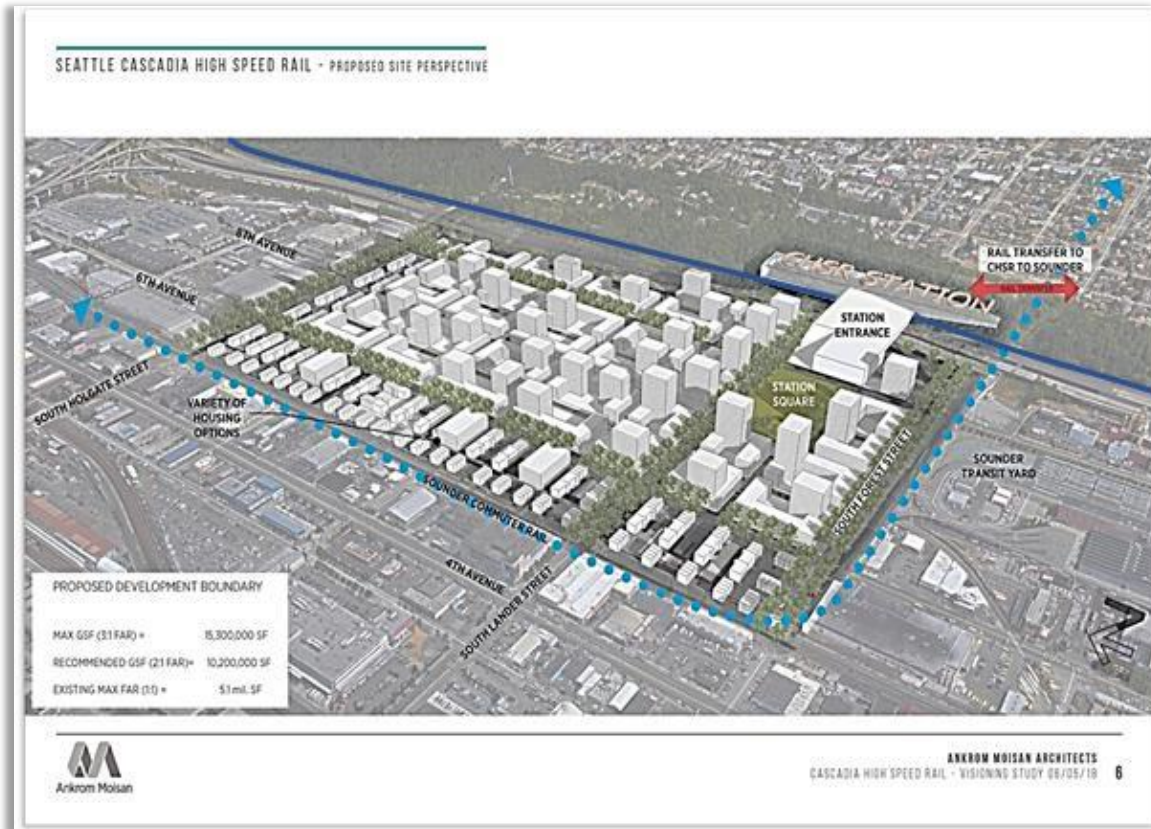 SEATTLE CASCADIA HIGH SPEED RAIL - PROPOSED SITE PERSPECTIVE
8TH AVENUE
6TH AVENUE
SOUTH HOLGATE STREET
VARIETY OF
HOUSING
OPTIONS
SOUNDER COMMUTER RAIL
4TH AVENUE
SOUTH LANDER STREET
CHSR STATION
STATION
ENTRANCE
STATION
SQUARE
RAIL TRANSFER TO
CHSR TO SOUNDER
RAIL TRANSFER
SOUTH FOREST STREET
SOUNDER
TRANSIT YARD
PROPOSED DEVELOPMENT BOUNDARY
MAX GSF (3:1 FAR) = 15,300,000 SF
RECOMMENDED GSF (2:1 FAR)= 10,200,000 SF
EXISTING MAX FAR (1:1) = 5.1 mil. SF
Ankrom Moisan
ANKROM MOISAN ARCHITECTS
CASCADIA HIGH SPEED RAIL - VISIONING STUDY 06/05/18 6